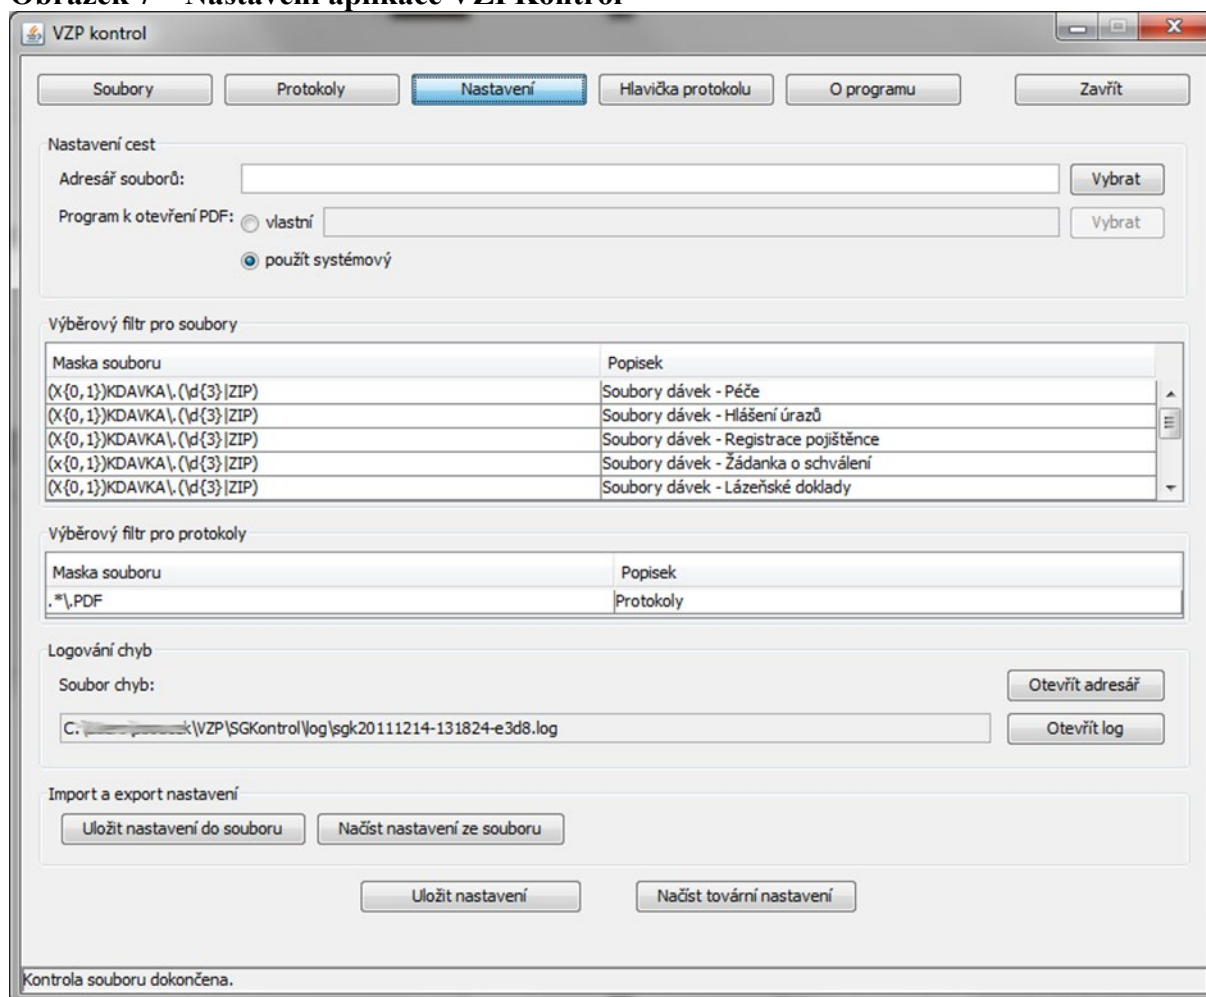 Obrázek 7 – Nastavení aplikace VZPKontrol
VZP kontrol
Soubory Protokoly Nastavení Hlavička protokolu O programu Zavřít
Nastavení cest
Adresář souborů: Vybrat
Program k otevření PDF: vlastní Vybrat
použít systémový
Výběrový filtr pro soubory
Maska souboru Popisek
(X{0,1})KDAVKA\.(\d{3}|ZIP) Soubory dávek - Péče
(X{0,1})KDAVKA\.(\d{3}|ZIP) Soubory dávek - Hlášení úrazů
(X{0,1})KDAVKA\.(\d{3}|ZIP) Soubory dávek - Registrace pojištěnce
(x{0,1})KDAVKA\.(\d{3}|ZIP) Soubory dávek - Žádanka o schválení
(X{0,1})KDAVKA\.(\d{3}|ZIP) Soubory dávek - Lázeňské doklady
Výběrový filtr pro protokoly
Maska souboru Popisek
.*\.PDF Protokoly
Logování chyb
Soubor chyb: Otevřít adresář
C:\VZP\SGKontrol\log\sgk20111214-131824-e3d8.log Otevřít log
Import a export nastavení
Uložit nastavení do souboru Načíst nastavení ze souboru
Uložit nastavení Načíst tovární nastavení
Kontrola souboru dokončena.